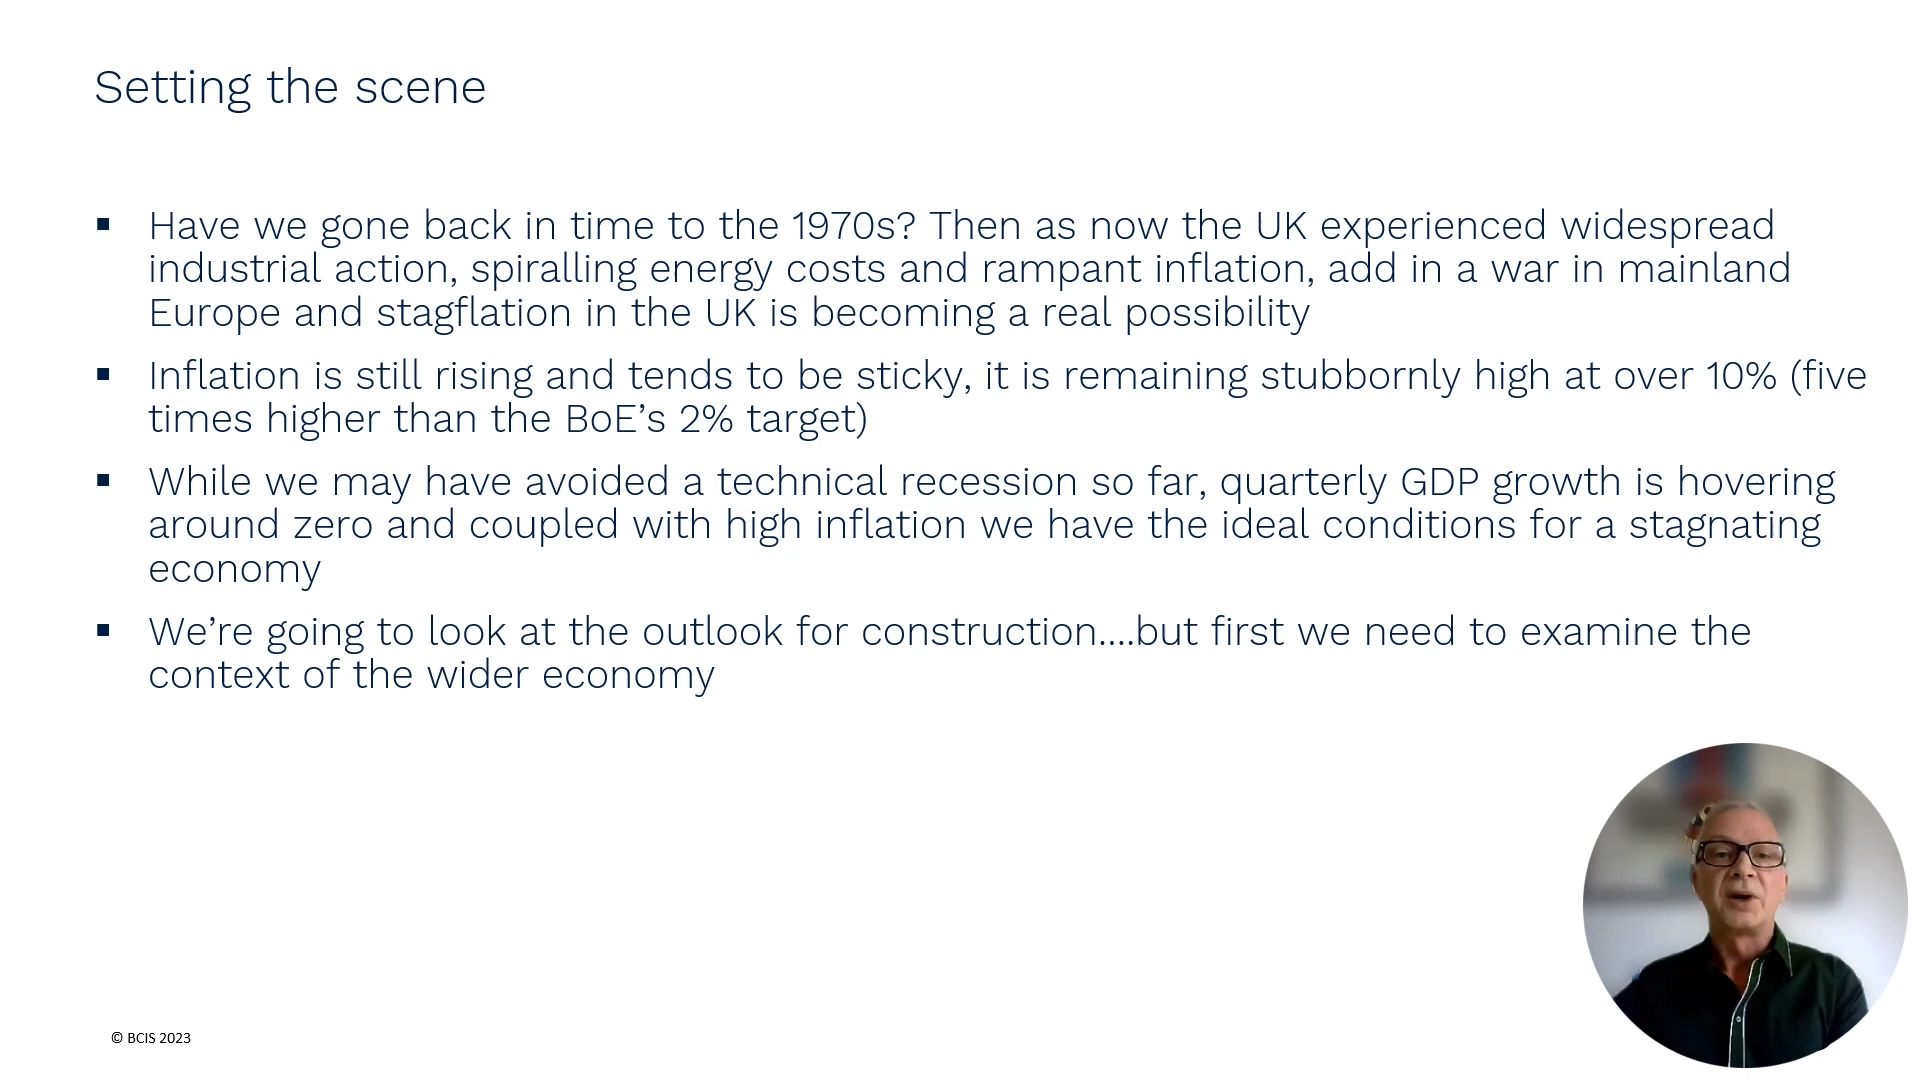 Setting the scene
▪ Have we gone back in time to the 1970s? Then as now the UK experienced widespread
industrial action, spiralling energy costs and rampant inflation, add in a war in mainland
Europe and stagflation in the UK is becoming a real possibility
▪ Inflation is still rising and tends to be sticky, it is remaining stubbornly high at over 10% (five
times higher than the BoE’s 2% target)
▪ While we may have avoided a technical recession so far, quarterly GDP growth is hovering
around zero and coupled with high inflation we have the ideal conditions for a stagnating
economy
▪ We’re going to look at the outlook for construction....but first we need to examine the
context of the wider economy
© BCIS 2023